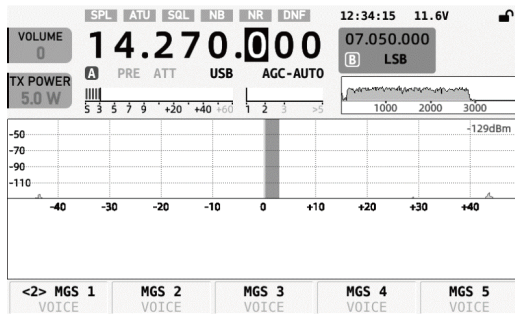 SPL ATU SQL NB NR DNF 12:34:15 11.6V
VOLUME
0
14.270.000
07.050.000
B LSB
A PRE ATT USB AGC-AUTO
TX POWER
5.0 W
S 3 5 7 9 +20 +40 +60 1 2 3 >5
1000 2000 3000
-129dBm
-50
-70
-90
-110
-40 -30 -20 -10 0 +10 +20 +30 +40
<2> MGS 1 MGS 2 MGS 3 MGS 4 MGS 5
VOICE VOICE VOICE VOICE VOICE